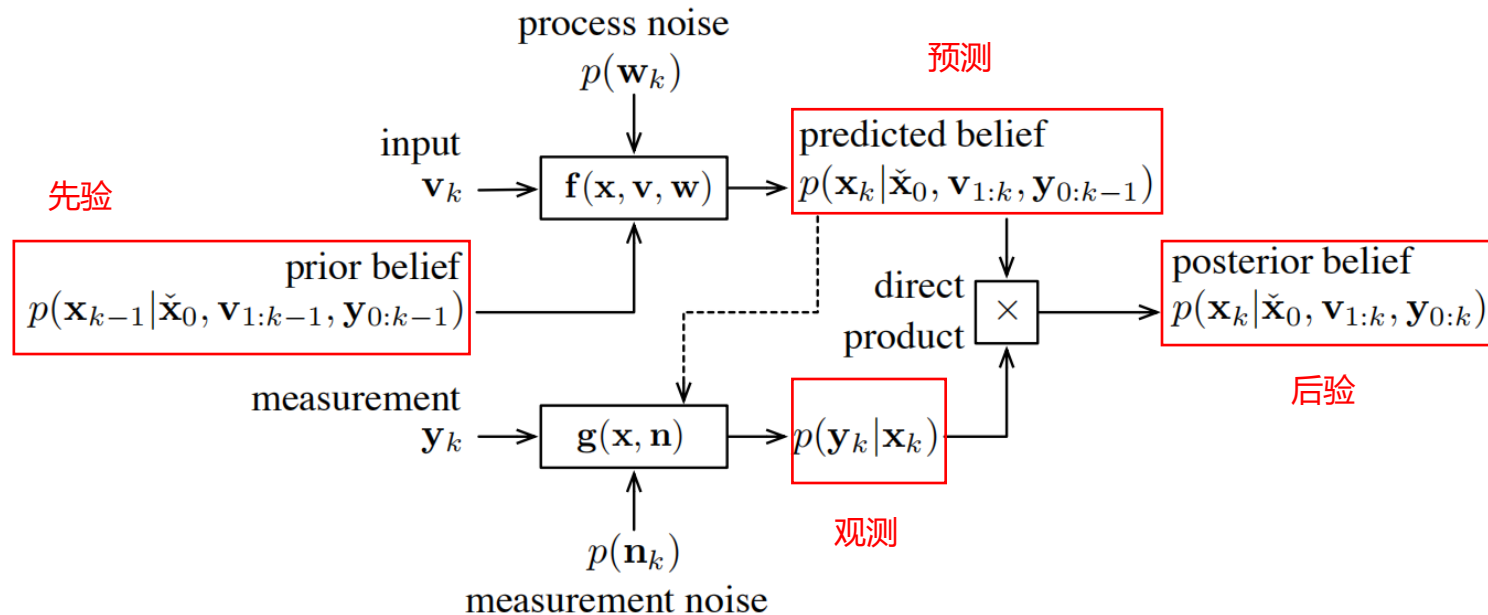 process noise
p(w_k)
预测
input
v_k
f(x, v, w)
predicted belief
p(x_k|x̌_0, v_{1:k}, y_{0:k−1})
先验
prior belief
p(x_{k−1}|x̌_0, v_{1:k−1}, y_{0:k−1})
direct
product
×
posterior belief
p(x_k|x̌_0, v_{1:k}, y_{0:k})
后验
measurement
y_k
g(x, n)
p(y_k|x_k)
观测
p(n_k)
measurement noise